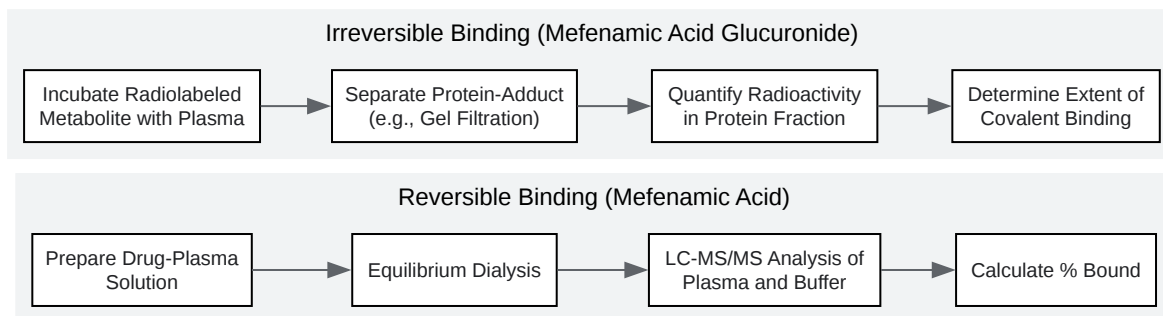 Irreversible Binding (Mefenamic Acid Glucuronide)
Incubate Radiolabeled
Metabolite with Plasma
Separate Protein-Adduct
(e.g., Gel Filtration)
Quantify Radioactivity
in Protein Fraction
Determine Extent of
Covalent Binding
Reversible Binding (Mefenamic Acid)
Prepare Drug-Plasma
Solution
Equilibrium Dialysis
LC-MS/MS Analysis of
Plasma and Buffer
Calculate % Bound